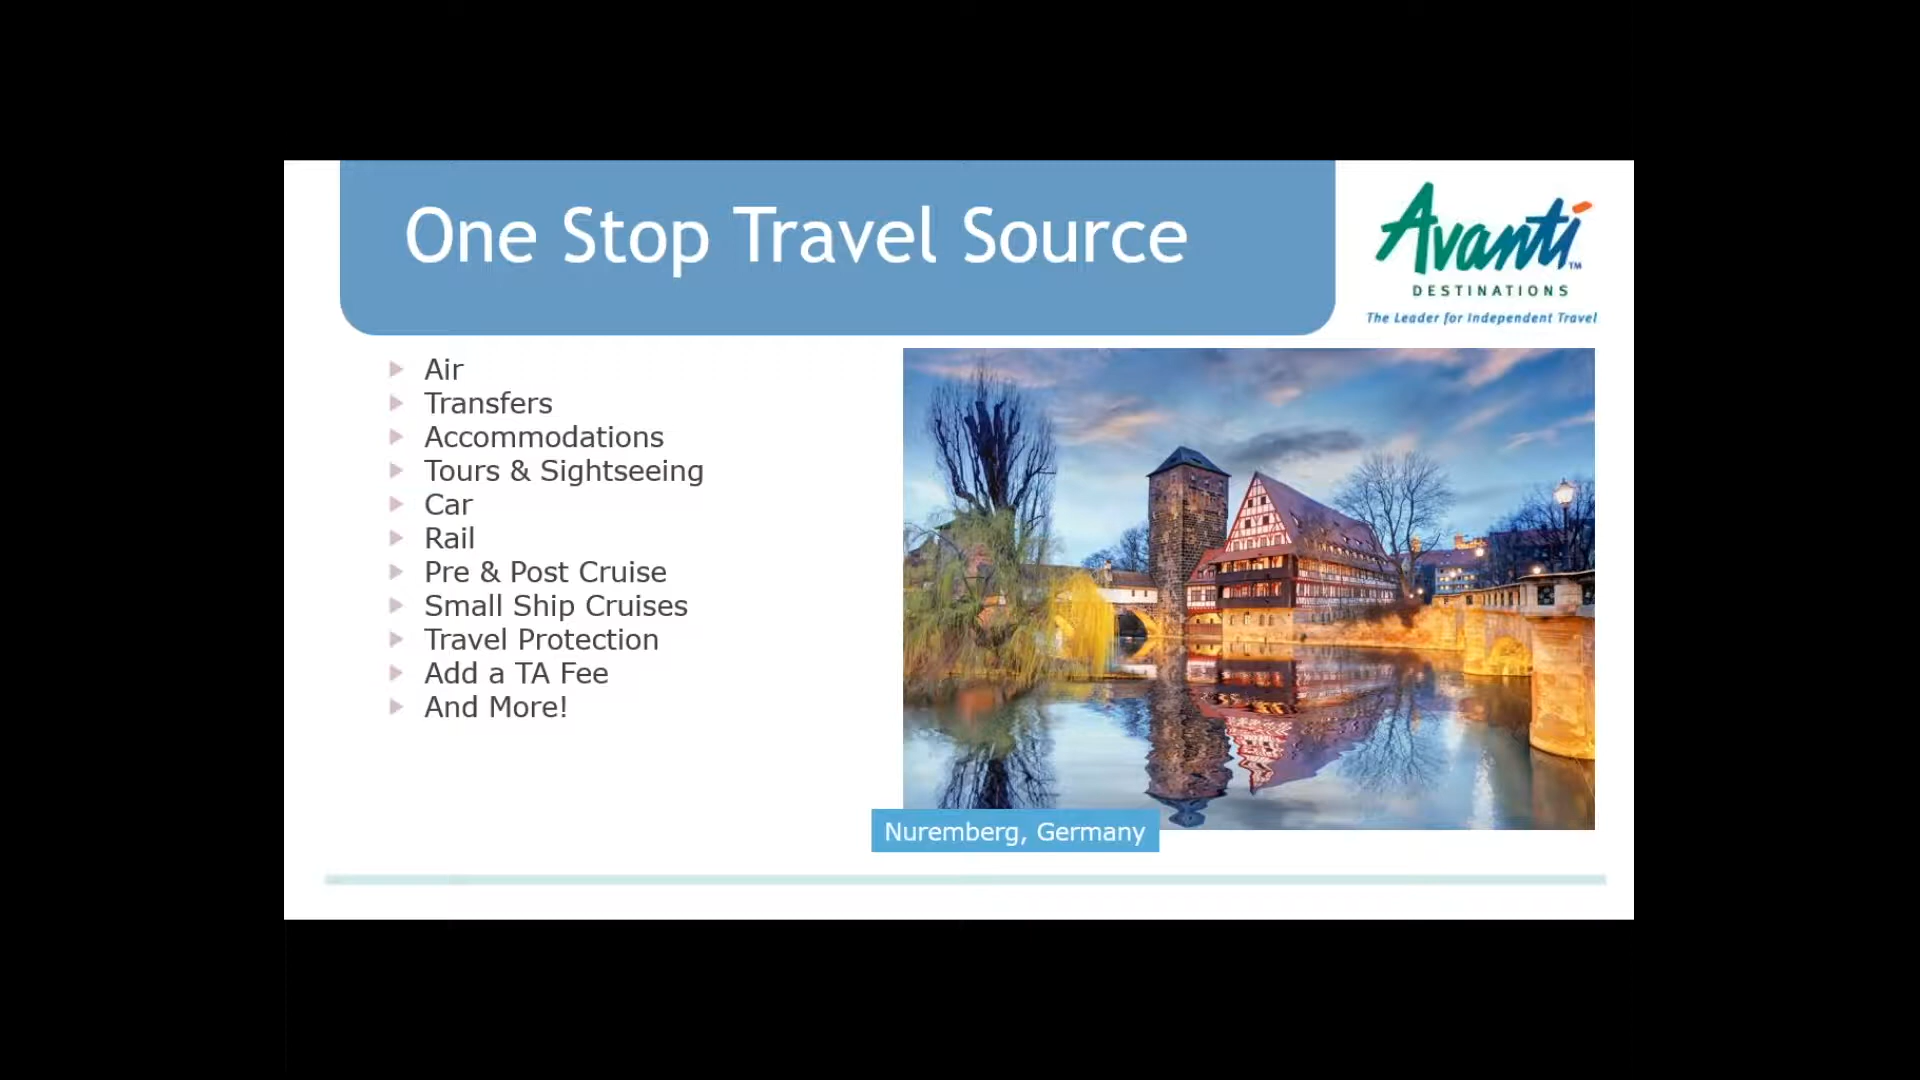 One Stop Travel Source
Avanti™
DESTINATIONS
The Leader for Independent Travel
Air
Transfers
Accommodations
Tours & Sightseeing
Car
Rail
Pre & Post Cruise
Small Ship Cruises
Travel Protection
Add a TA Fee
And More!
Nuremberg, Germany